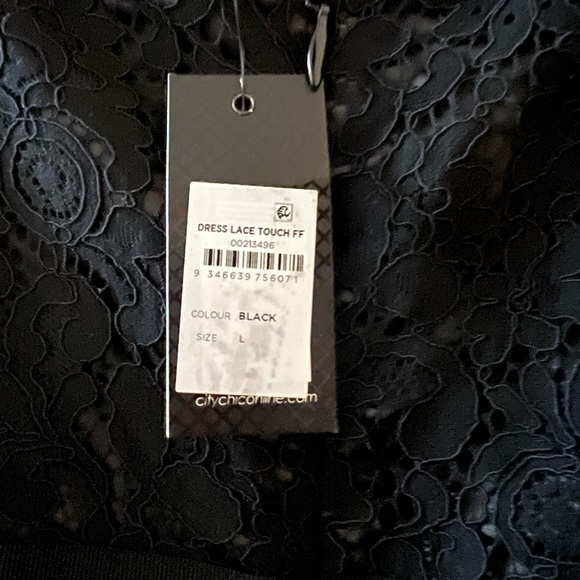 DRESS LACE TOUCH FF
00213496
9 346639 756071
COLOUR BLACK
SIZE L
citychiconline.com